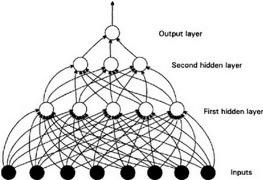 Output layer
Second hidden layer
First hidden layer
Inputs